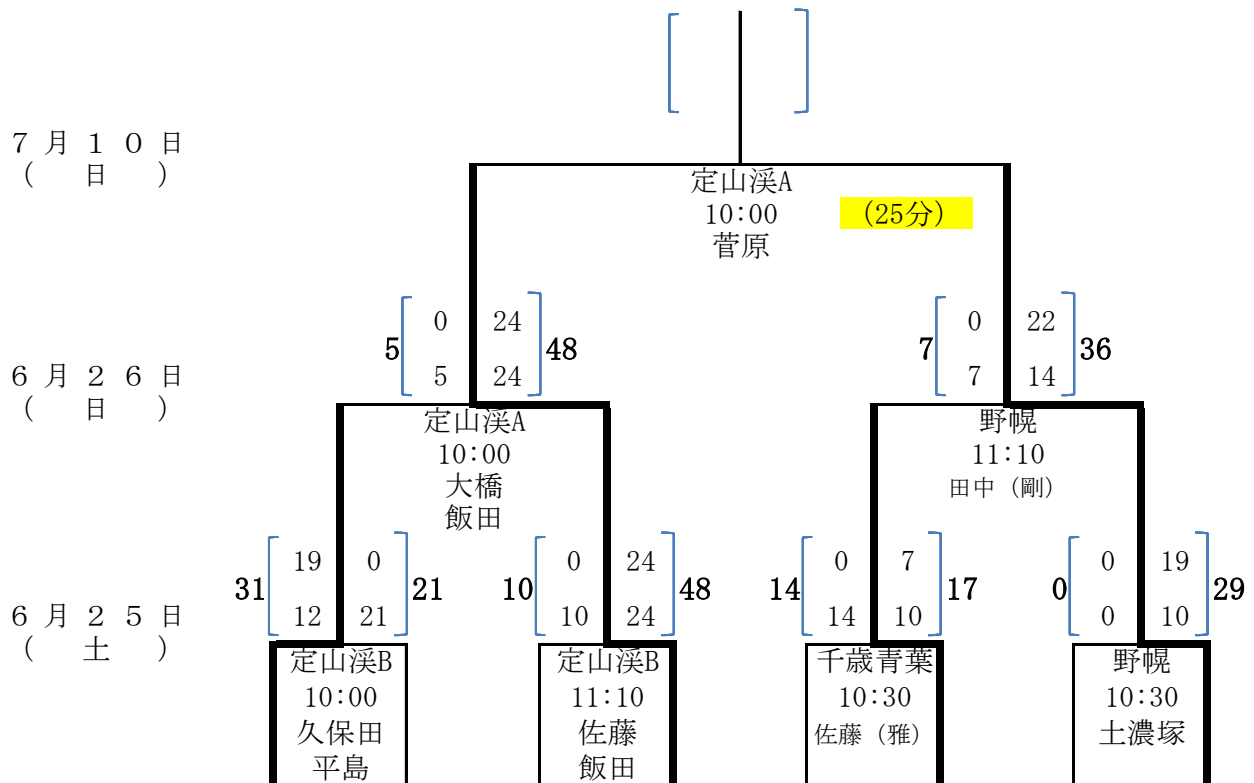 ７月１０日
（日）
定山渓A
10:00
（25分）
菅原
0 24
5 48
5 24
0 22
7 36
7 14
６月２６日
（日）
定山渓A
10:00
大橋
飯田
野幌
11:10
田中（剛）
19 0
31 21
12 21
0 24
10 48
10 24
0 7
14 17
14 10
0 19
0 29
0 10
６月２５日
（土）
定山渓B
10:00
久保田
平島
定山渓B
11:10
佐藤
飯田
千歳青葉
10:30
佐藤（雅）
野幌
10:30
土濃塚